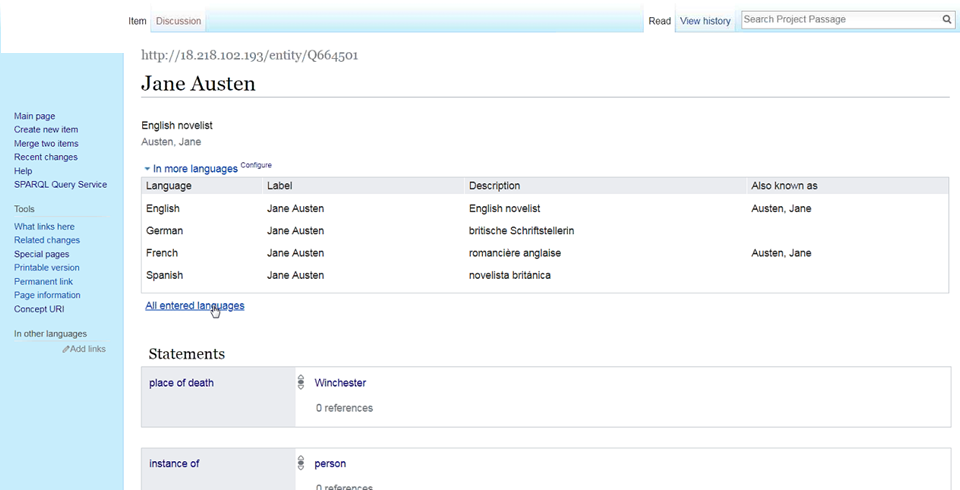 Item Discussion Read View history Search Project Passage
http://18.218.102.193/entity/Q664501
Jane Austen
English novelist
Austen, Jane
In more languages Configure
Language Label Description Also known as
English Jane Austen English novelist Austen, Jane
German Jane Austen britische Schriftstellerin
French Jane Austen romancière anglaise Austen, Jane
Spanish Jane Austen novelista británica
All entered languages
Statements
place of death Winchester
0 references
instance of person
0 references
Main page
Create new item
Merge two items
Recent changes
Help
SPARQL Query Service
Tools
What links here
Related changes
Special pages
Printable version
Permanent link
Page information
Concept URI
In other languages
Add links